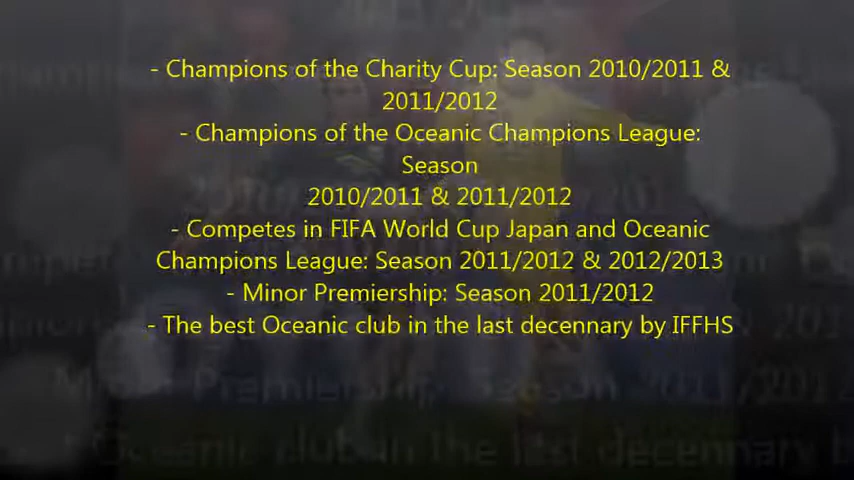 - Champions of the Charity Cup: Season 2010/2011 &
2011/2012
- Champions of the Oceanic Champions League:
Season
2010/2011 & 2011/2012
- Competes in FIFA World Cup Japan and Oceanic
Champions League: Season 2011/2012 & 2012/2013
- Minor Premiership: Season 2011/2012
- The best Oceanic club in the last decennary by IFFHS